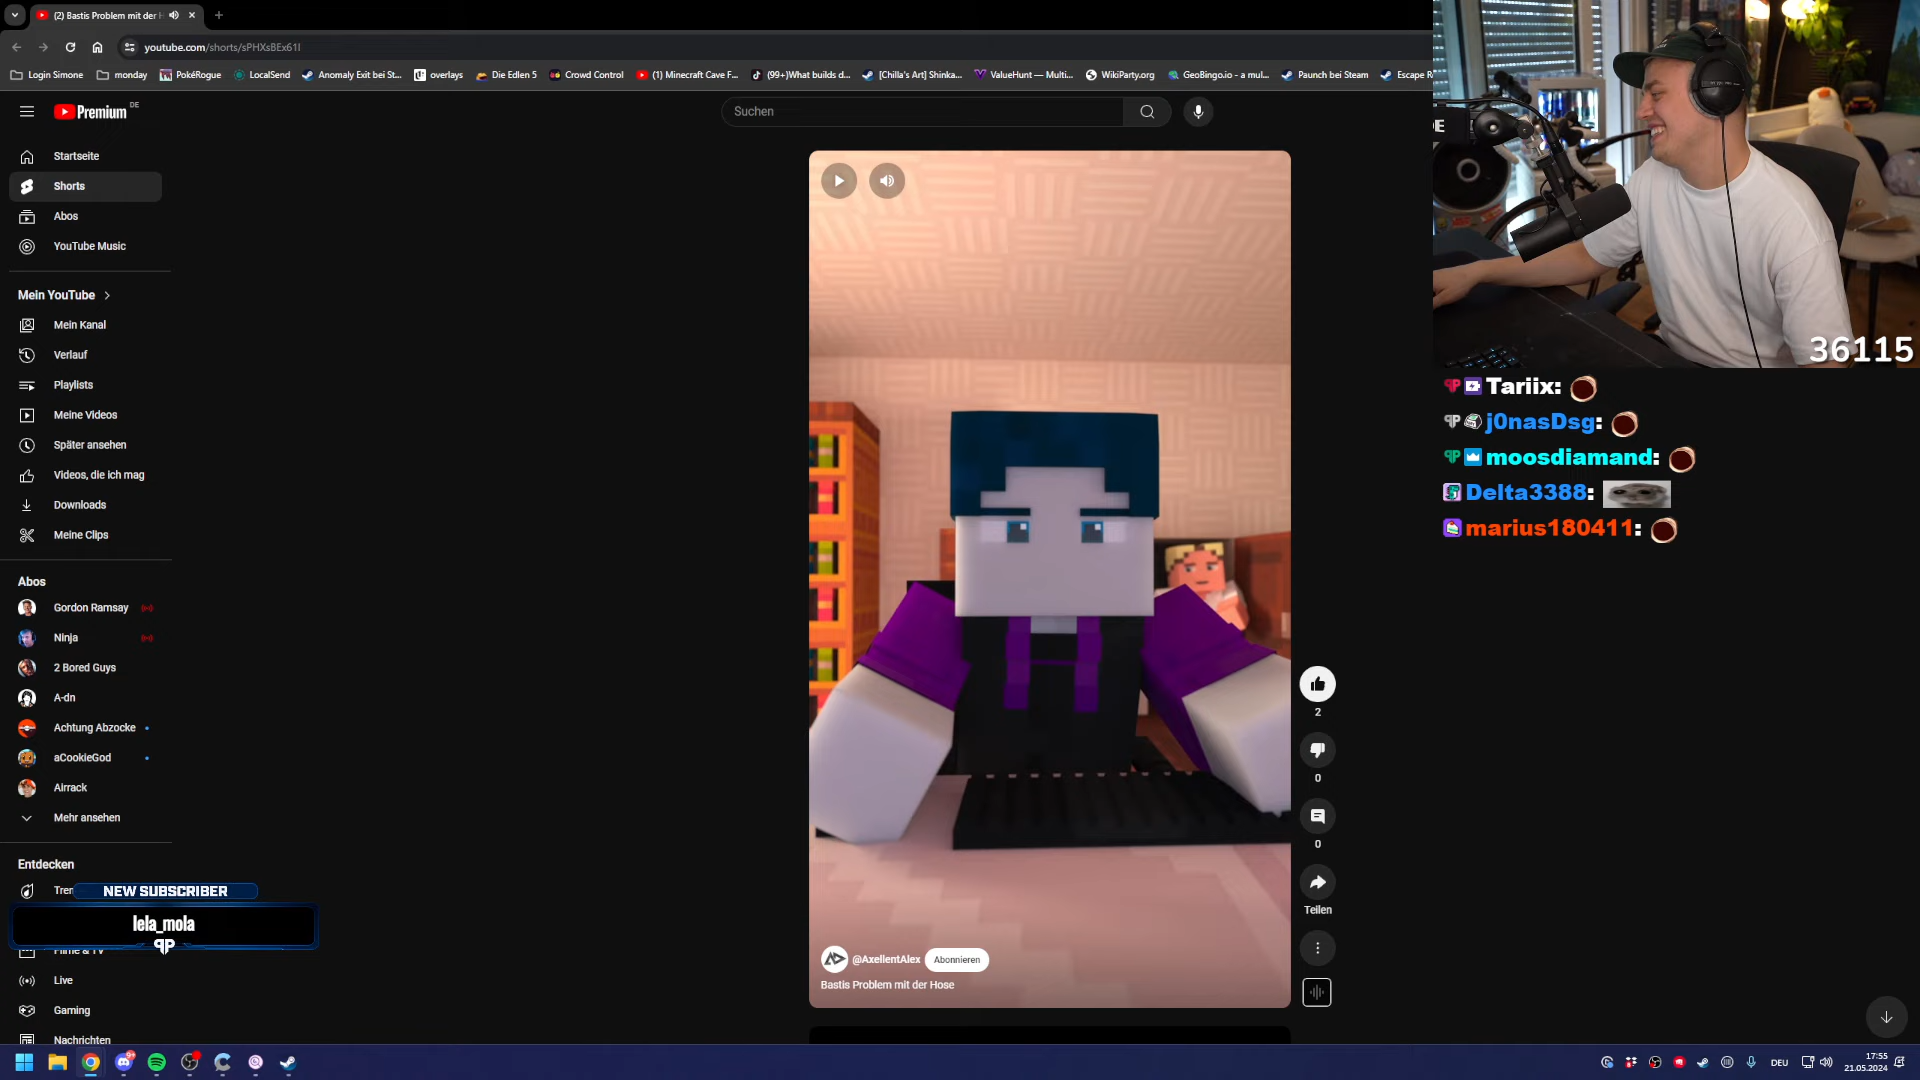 (2) Bastis Problem mit der H
youtube.com/shorts/sPHXsBEx61I
Login Simone
monday
PokéRogue
LocalSend
Anomaly Exit bei St...
overlays
Die Edlen 5
Crowd Control
(1) Minecraft Cave F...
(99+)What builds d...
[Chilla's Art] Shinka...
ValueHunt — Multi...
WikiParty.org
GeoBingo.io - a mul...
Paunch bei Steam
Escape R
Premium
DE
Suchen
Startseite
Shorts
Abos
YouTube Music
Mein YouTube
Mein Kanal
Verlauf
Playlists
Meine Videos
Später ansehen
Videos, die ich mag
Downloads
Meine Clips
Abos
Gordon Ramsay
Ninja
2 Bored Guys
A-dn
Achtung Abzocke
aCookieGod
Airrack
Mehr ansehen
Entdecken
Tren
NEW SUBSCRIBER
lela_mola
Filme & TV
Live
Gaming
Nachrichten
2
0
0
Teilen
@AxellentAlex
Abonnieren
Bastis Problem mit der Hose
36115
Tariix:
j0nasDsg:
moosdiamand:
Delta3388:
marius180411:
DEU
17:55
21.05.2024